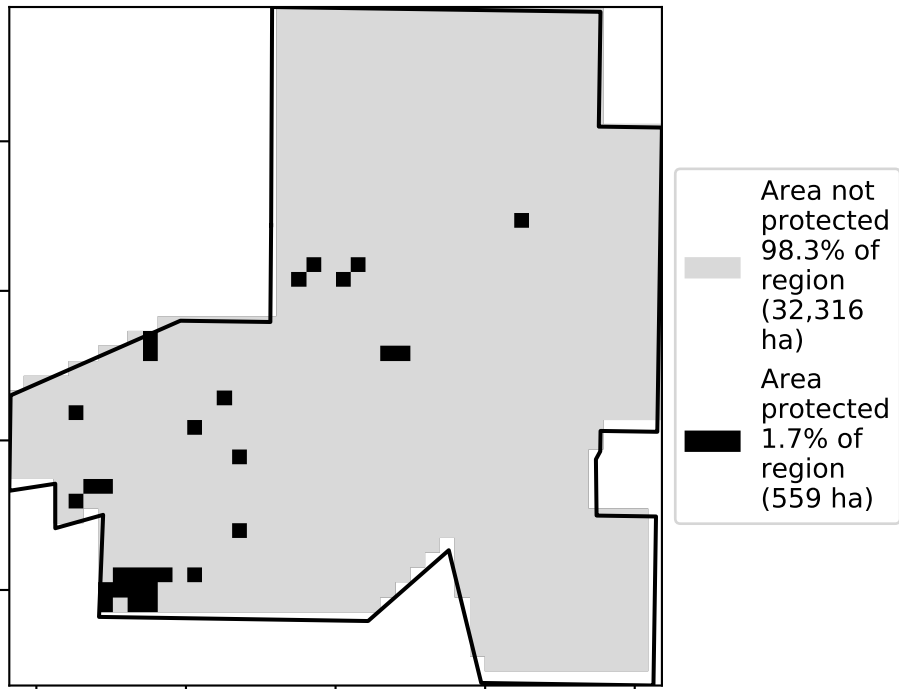 Area not
protected
98.3% of
region
(32,316
ha)
Area
protected
1.7% of
region
(559 ha)